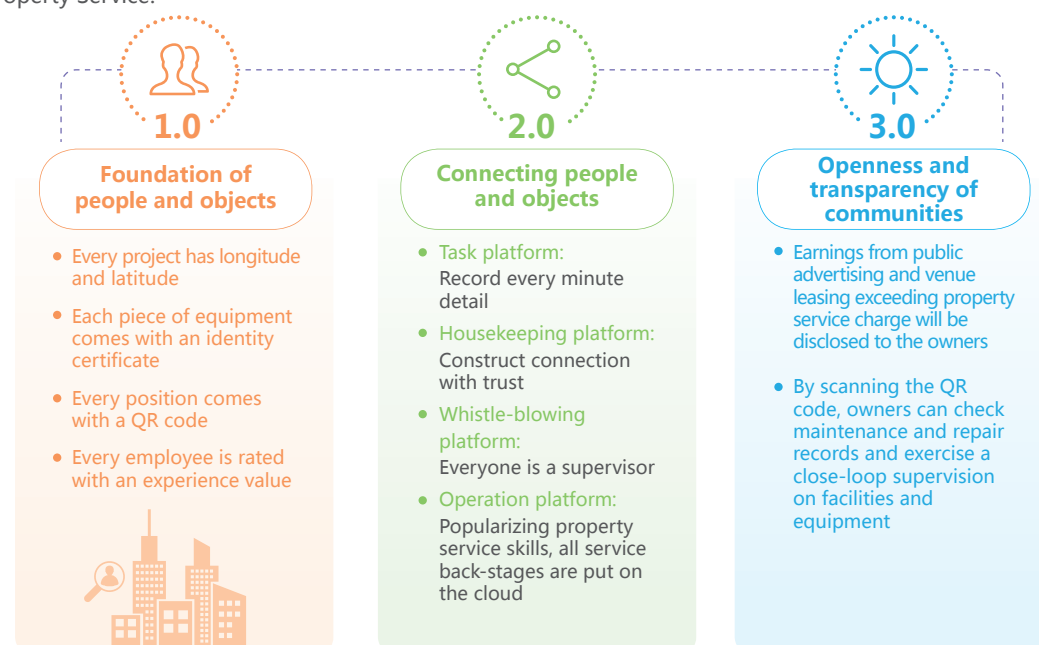 operty Service.
1.0
Foundation of
people and objects
Every project has longitude
and latitude
Each piece of equipment
comes with an identity
certificate
Every position comes
with a QR code
Every employee is rated
with an experience value
2.0
Connecting people
and objects
Task platform:
Record every minute
detail
Housekeeping platform:
Construct connection
with trust
Whistle-blowing
platform:
Everyone is a supervisor
Operation platform:
Popularizing property
service skills, all service
back-stages are put on
the cloud
3.0
Openness and
transparency of
communities
Earnings from public
advertising and venue
leasing exceeding property
service charge will be
disclosed to the owners
By scanning the QR
code, owners can check
maintenance and repair
records and exercise a
close-loop supervision
on facilities and
equipment